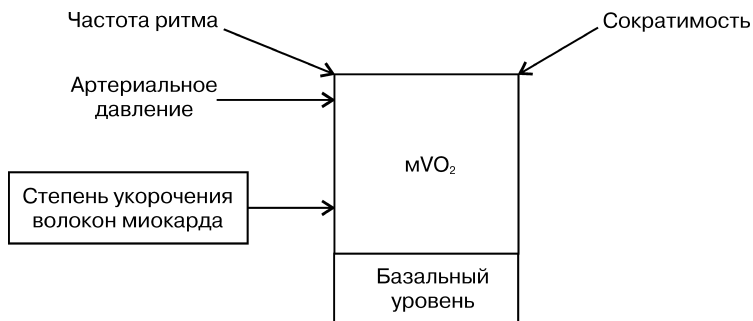 Частота ритма
Сократимость
Артериальное
давление
мVO₂
Степень укорочения
волокон миокарда
Базальный
уровень